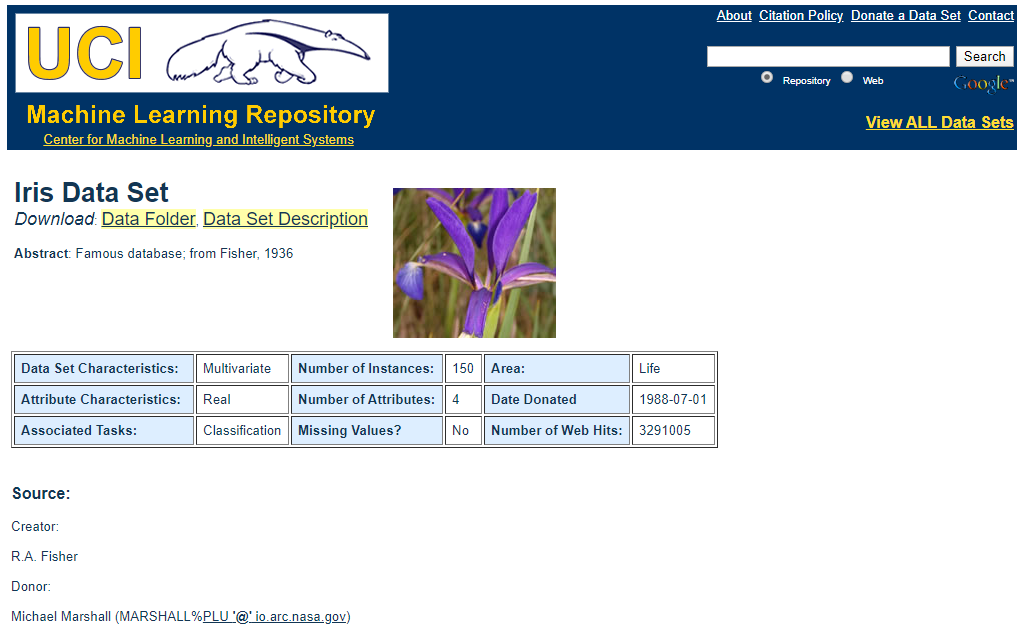 About Citation Policy Donate a Data Set Contact
UCI
Search
Repository Web
Google™
Machine Learning Repository
Center for Machine Learning and Intelligent Systems
View ALL Data Sets
Iris Data Set
Download: Data Folder, Data Set Description
Abstract: Famous database; from Fisher, 1936
Data Set Characteristics: Multivariate Number of Instances: 150 Area: Life
Attribute Characteristics: Real Number of Attributes: 4 Date Donated 1988-07-01
Associated Tasks: Classification Missing Values? No Number of Web Hits: 3291005
Source:
Creator:
R.A. Fisher
Donor:
Michael Marshall (MARSHALL%PLU '@' io.arc.nasa.gov)